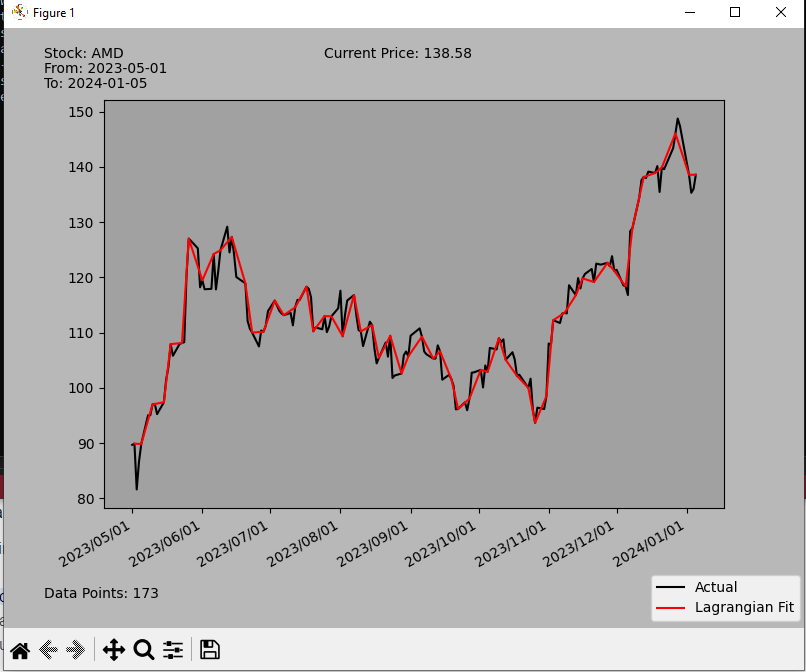 Figure 1
Stock: AMD
Current Price: 138.58
From: 2023-05-01
To: 2024-01-05
150
140
130
120
110
100
90
80
2023/05/01
2023/06/01
2023/07/01
2023/08/01
2023/09/01
2023/10/01
2023/11/01
2023/12/01
2024/01/01
Data Points: 173
Actual
Lagrangian Fit